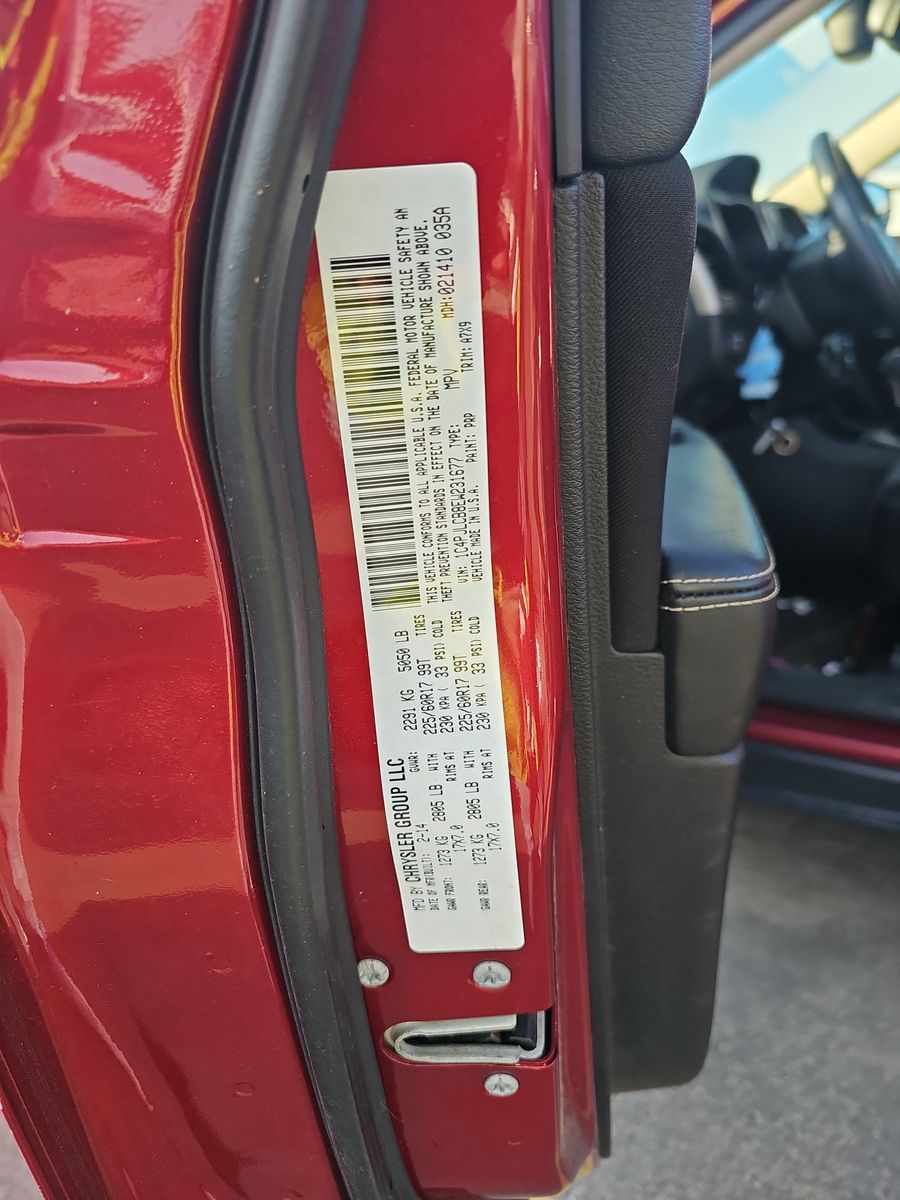 MFD BY CHRYSLER GROUP LLC
DATE OF MFR(BUILT): 2-14 GVWR: 2291 KG 5050 LB
GAWR FRONT: 1273 KG 2805 LB WITH 225/60R17 99T TIRES
17X7.0 RIMS AT 230 KPA ( 33 PSI) COLD
GAWR REAR: 1273 KG 2805 LB WITH 225/60R17 99T TIRES
17X7.0 RIMS AT 230 KPA ( 33 PSI) COLD
THIS VEHICLE CONFORMS TO ALL APPLICABLE U.S.A. FEDERAL MOTOR VEHICLE SAFETY AN
THEFT PREVENTION STANDARDS IN EFFECT ON THE DATE OF MANUFACTURE SHOWN ABOVE.
VIN: 1C4PJLCB8EW231677 TYPE: MPV MDH:021410 035A
VEHICLE MADE IN U.S.A. PAINT: PRP TRIM: A7X9